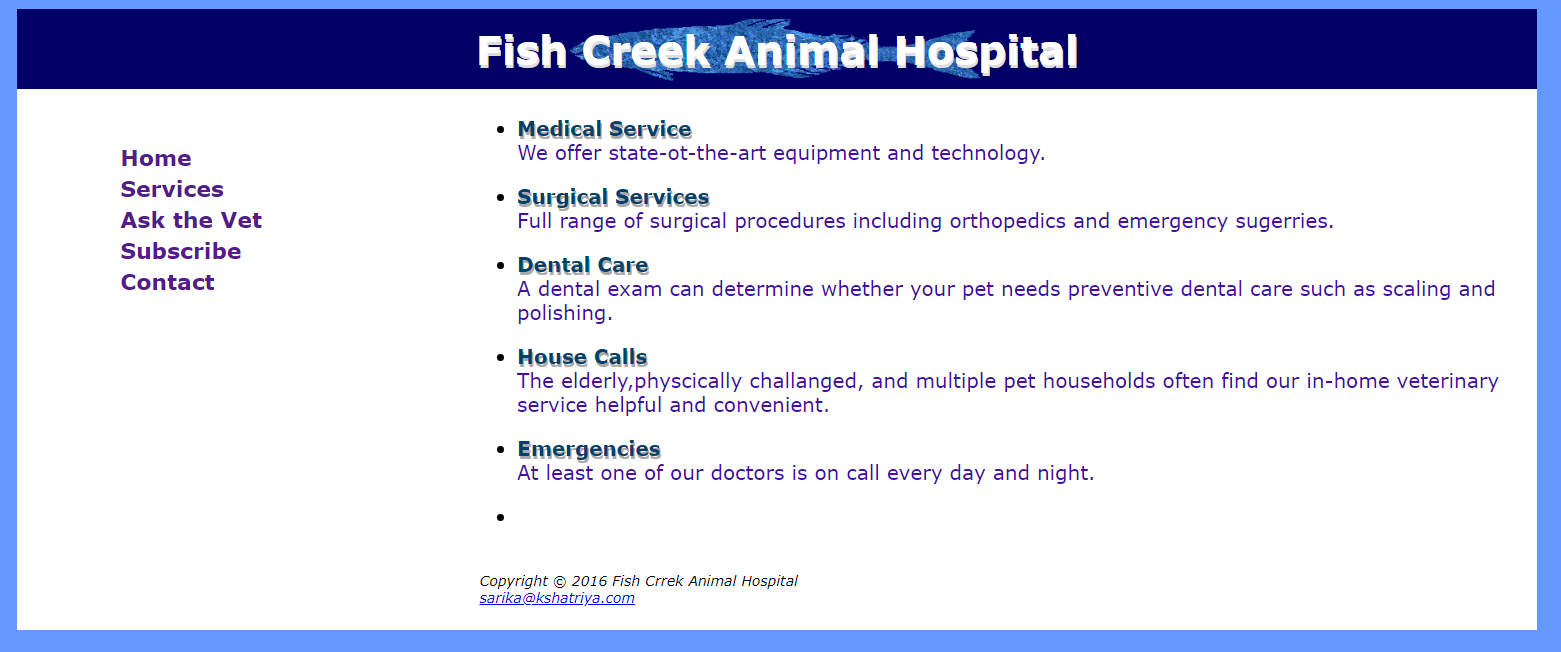 Fish Creek Animal Hospital
Home
Services
Ask the Vet
Subscribe
Contact
Medical Service
We offer state-ot-the-art equipment and technology.
Surgical Services
Full range of surgical procedures including orthopedics and emergency sugerries.
Dental Care
A dental exam can determine whether your pet needs preventive dental care such as scaling and
polishing.
House Calls
The elderly,physcically challanged, and multiple pet households often find our in-home veterinary
service helpful and convenient.
Emergencies
At least one of our doctors is on call every day and night.
Copyright © 2016 Fish Crrek Animal Hospital
sarika@kshatriya.com